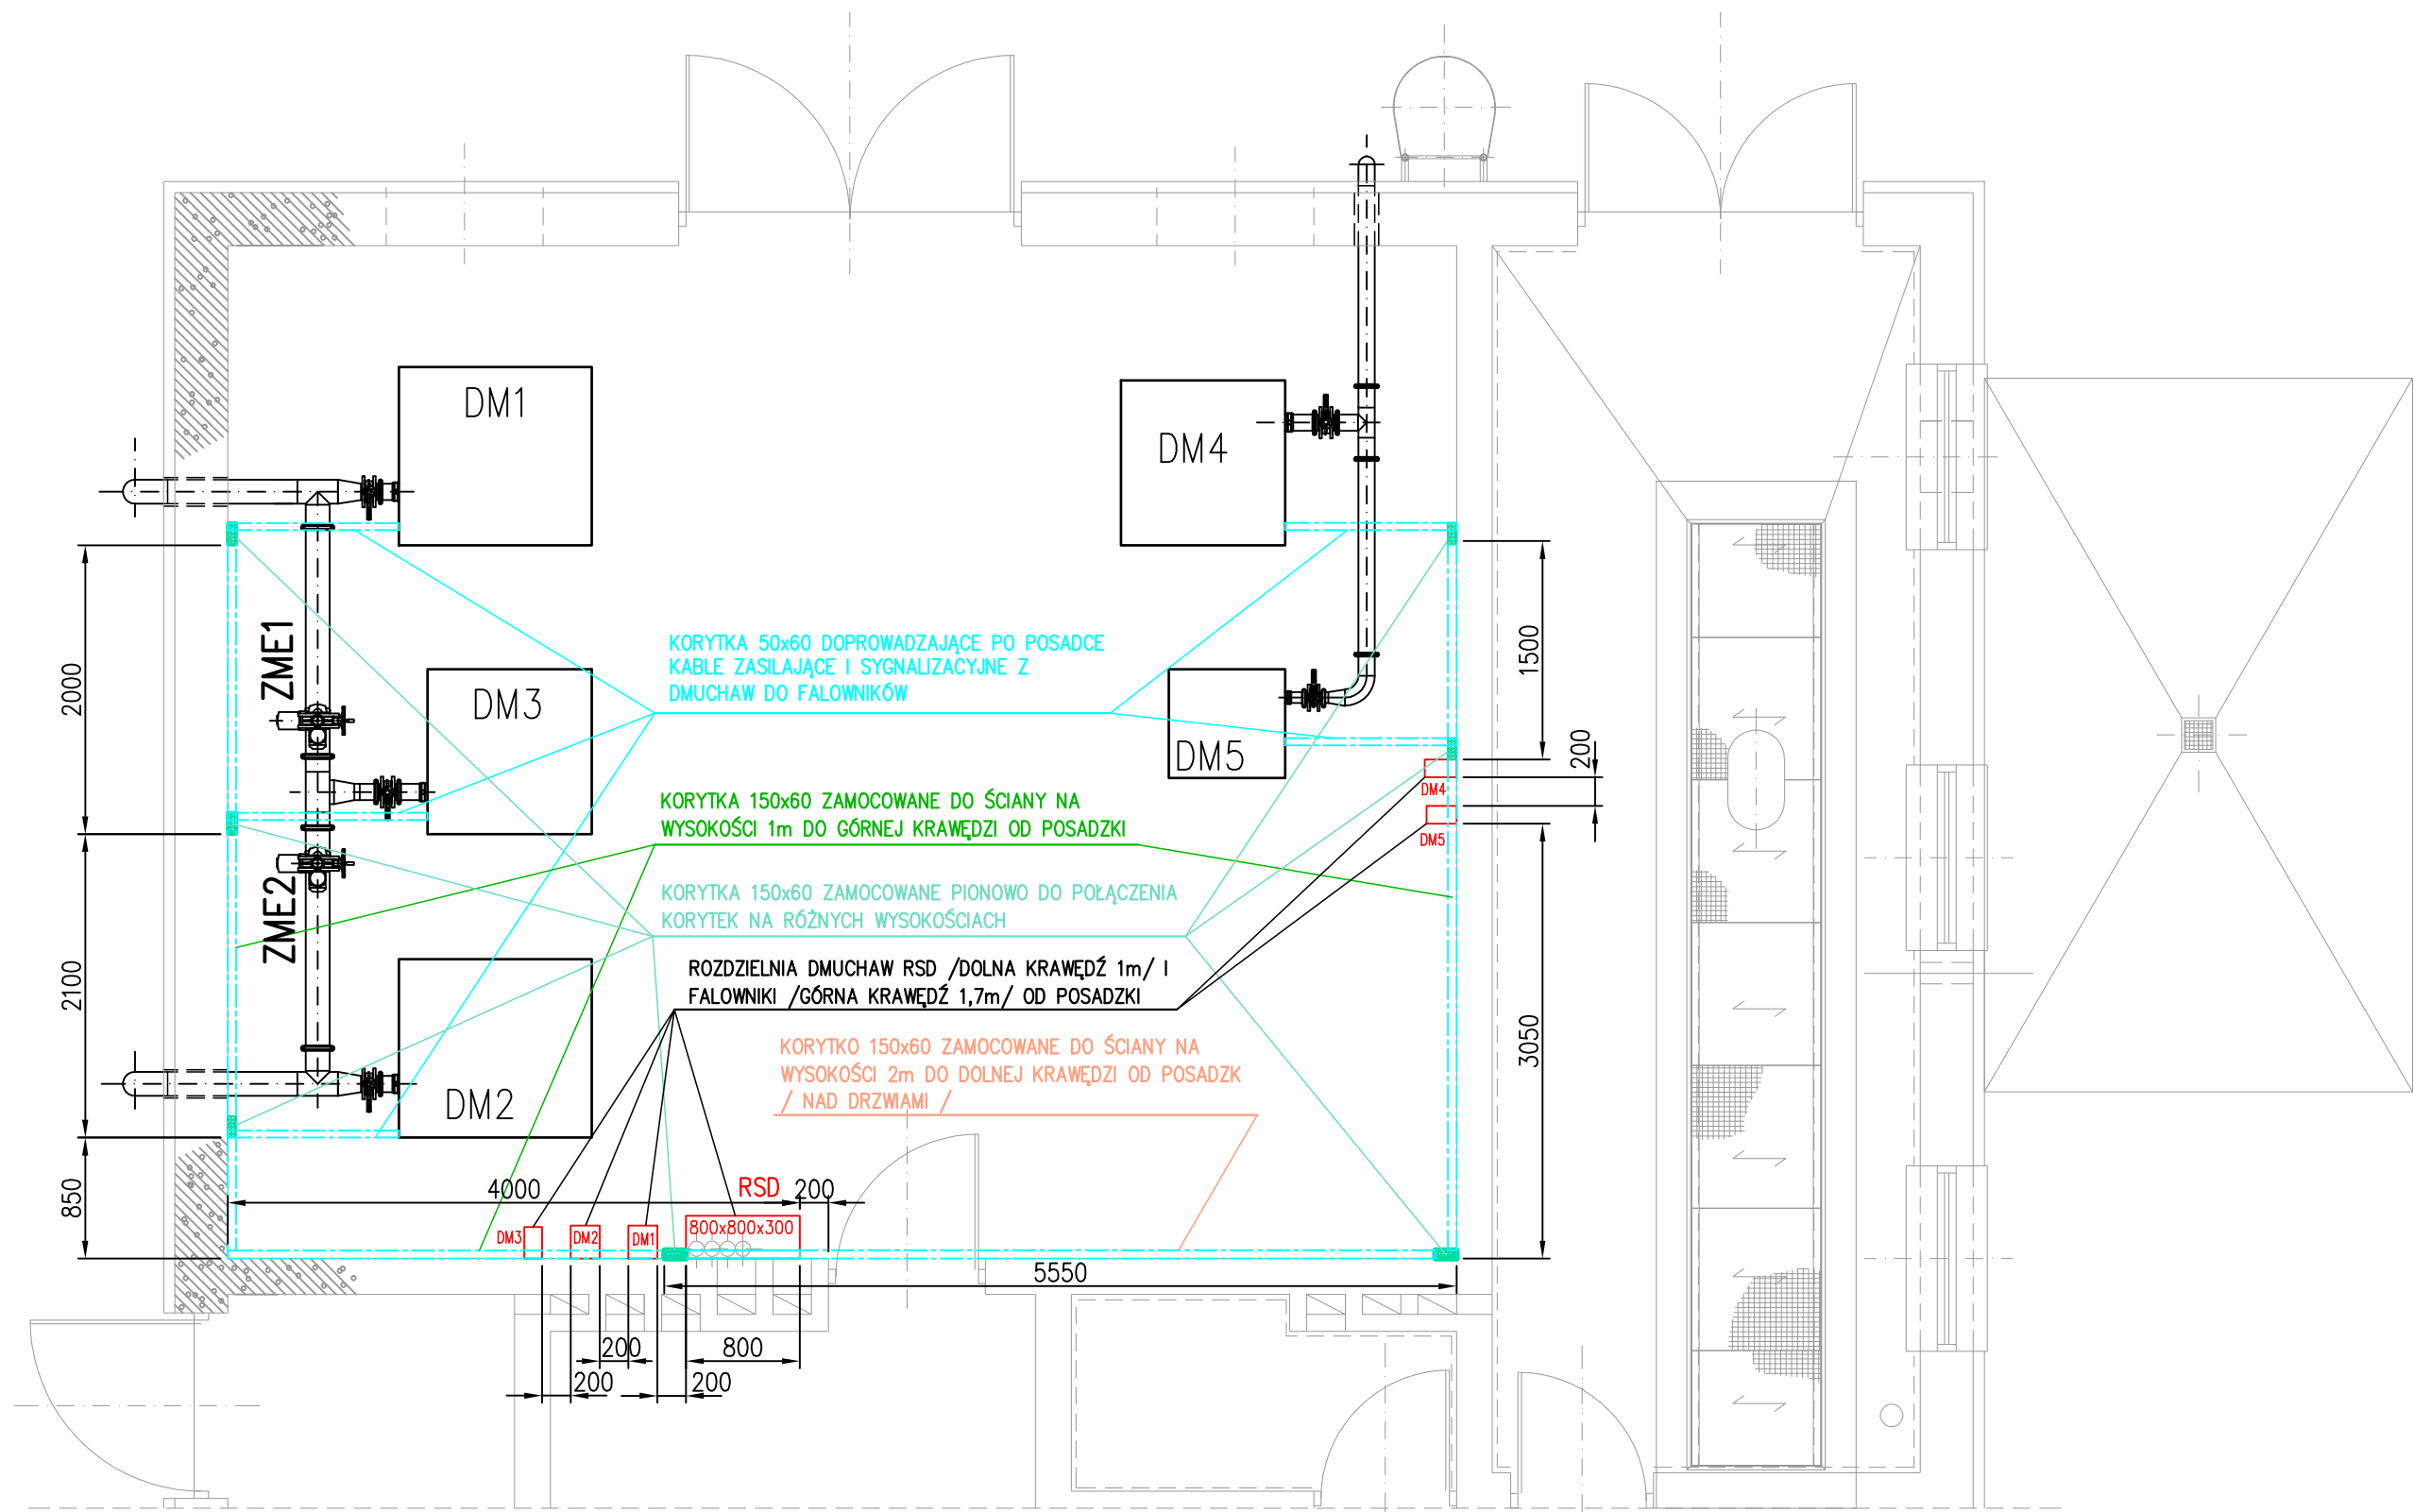 DM1
DM4
ZME1
DM3
DM5
ZME2
DM2
KORYTKA 50x60 DOPROWADZAJĄCE PO POSADCE
KABLE ZASILAJĄCE I SYGNALIZACYJNE Z
DMUCHAW DO FALOWNIKÓW
KORYTKA 150x60 ZAMOCOWANE DO ŚCIANY NA
WYSOKOŚCI 1m DO GÓRNEJ KRAWĘDZI OD POSADZKI
KORYTKA 150x60 ZAMOCOWANE PIONOWO DO POŁĄCZENIA
KORYTEK NA RÓŻNYCH WYSOKOŚCIACH
ROZDZIELNIA DMUCHAW RSD /DOLNA KRAWĘDŹ 1m/ I
FALOWNIKI /GÓRNA KRAWĘDŹ 1,7m/ OD POSADZKI
KORYTKO 150x60 ZAMOCOWANE DO ŚCIANY NA
WYSOKOŚCI 2m DO DOLNEJ KRAWĘDZI OD POSADZK
/ NAD DRZWIAMI /
2000
2100
850
1500
200
DM4
DM5
3050
4000
RSD
200
800x800x300
DM3
DM2
DM1
5550
200
800
200
200